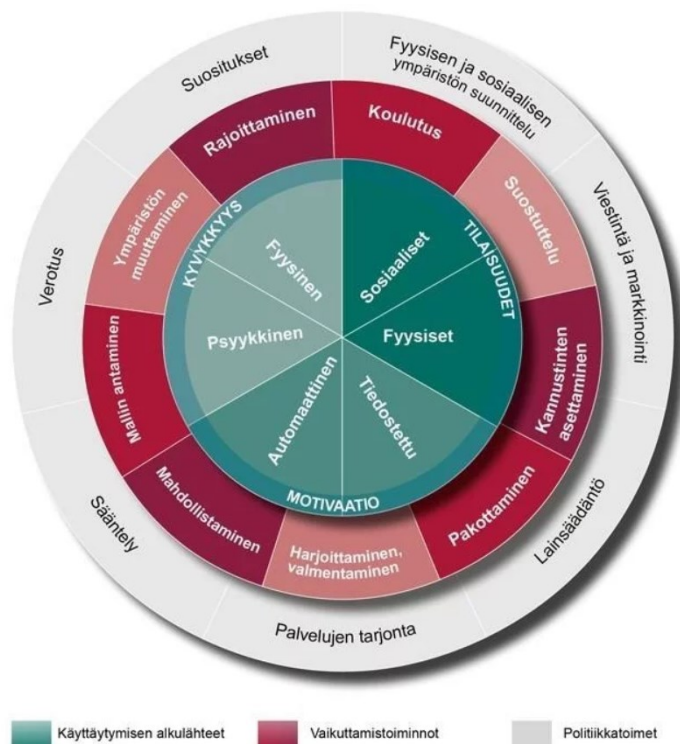 Suositukset
Fyysisen ja sosiaalisen
ympäristön suunnittelu
Viestintä ja markkinointi
Lainsäädäntö
Palvelujen tarjonta
Sääntely
Verotus
Rajoittaminen
Koulutus
Suostuttelu
Kannustinten
asettaminen
Pakottaminen
Harjoittaminen,
valmentaminen
Mahdollistaminen
Mallin antaminen
Ympäristön
muuttaminen
KYVYKKYYS
TILAISUUDET
MOTIVAATIO
Fyysinen
Sosiaaliset
Fyysiset
Tiedostettu
Automaattinen
Psyykkinen
Käyttäytymisen alkulähteet
Vaikuttamistoiminnot
Politiikkatoimet